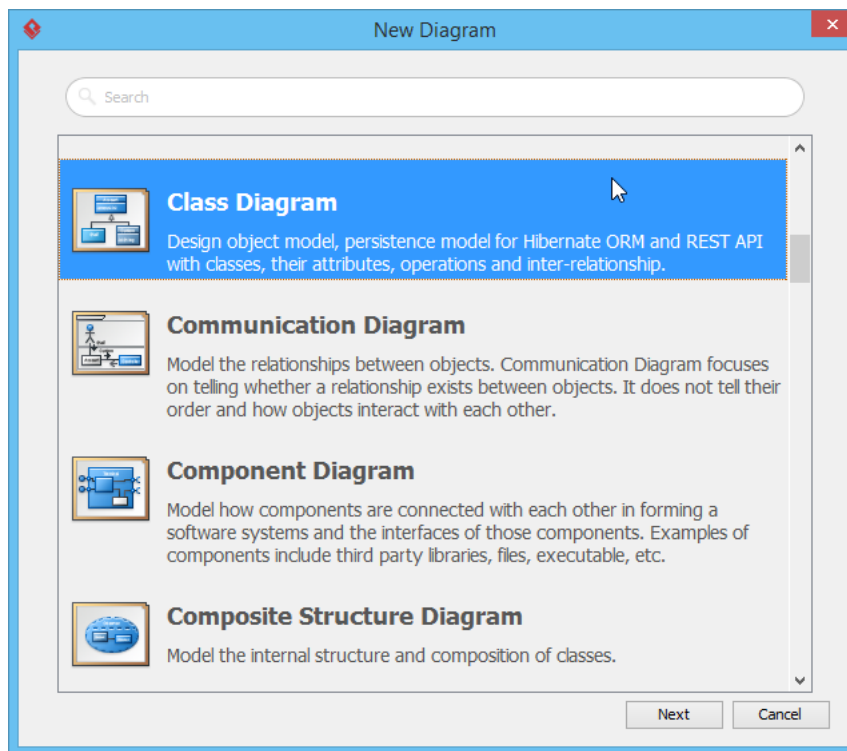 New Diagram
Search
Class Diagram
Design object model, persistence model for Hibernate ORM and REST API
with classes, their attributes, operations and inter-relationship.
Communication Diagram
Model the relationships between objects. Communication Diagram focuses
on telling whether a relationship exists between objects. It does not tell their
order and how objects interact with each other.
Component Diagram
Model how components are connected with each other in forming a
software systems and the interfaces of those components. Examples of
components include third party libraries, files, executable, etc.
Composite Structure Diagram
Model the internal structure and composition of classes.
Next
Cancel